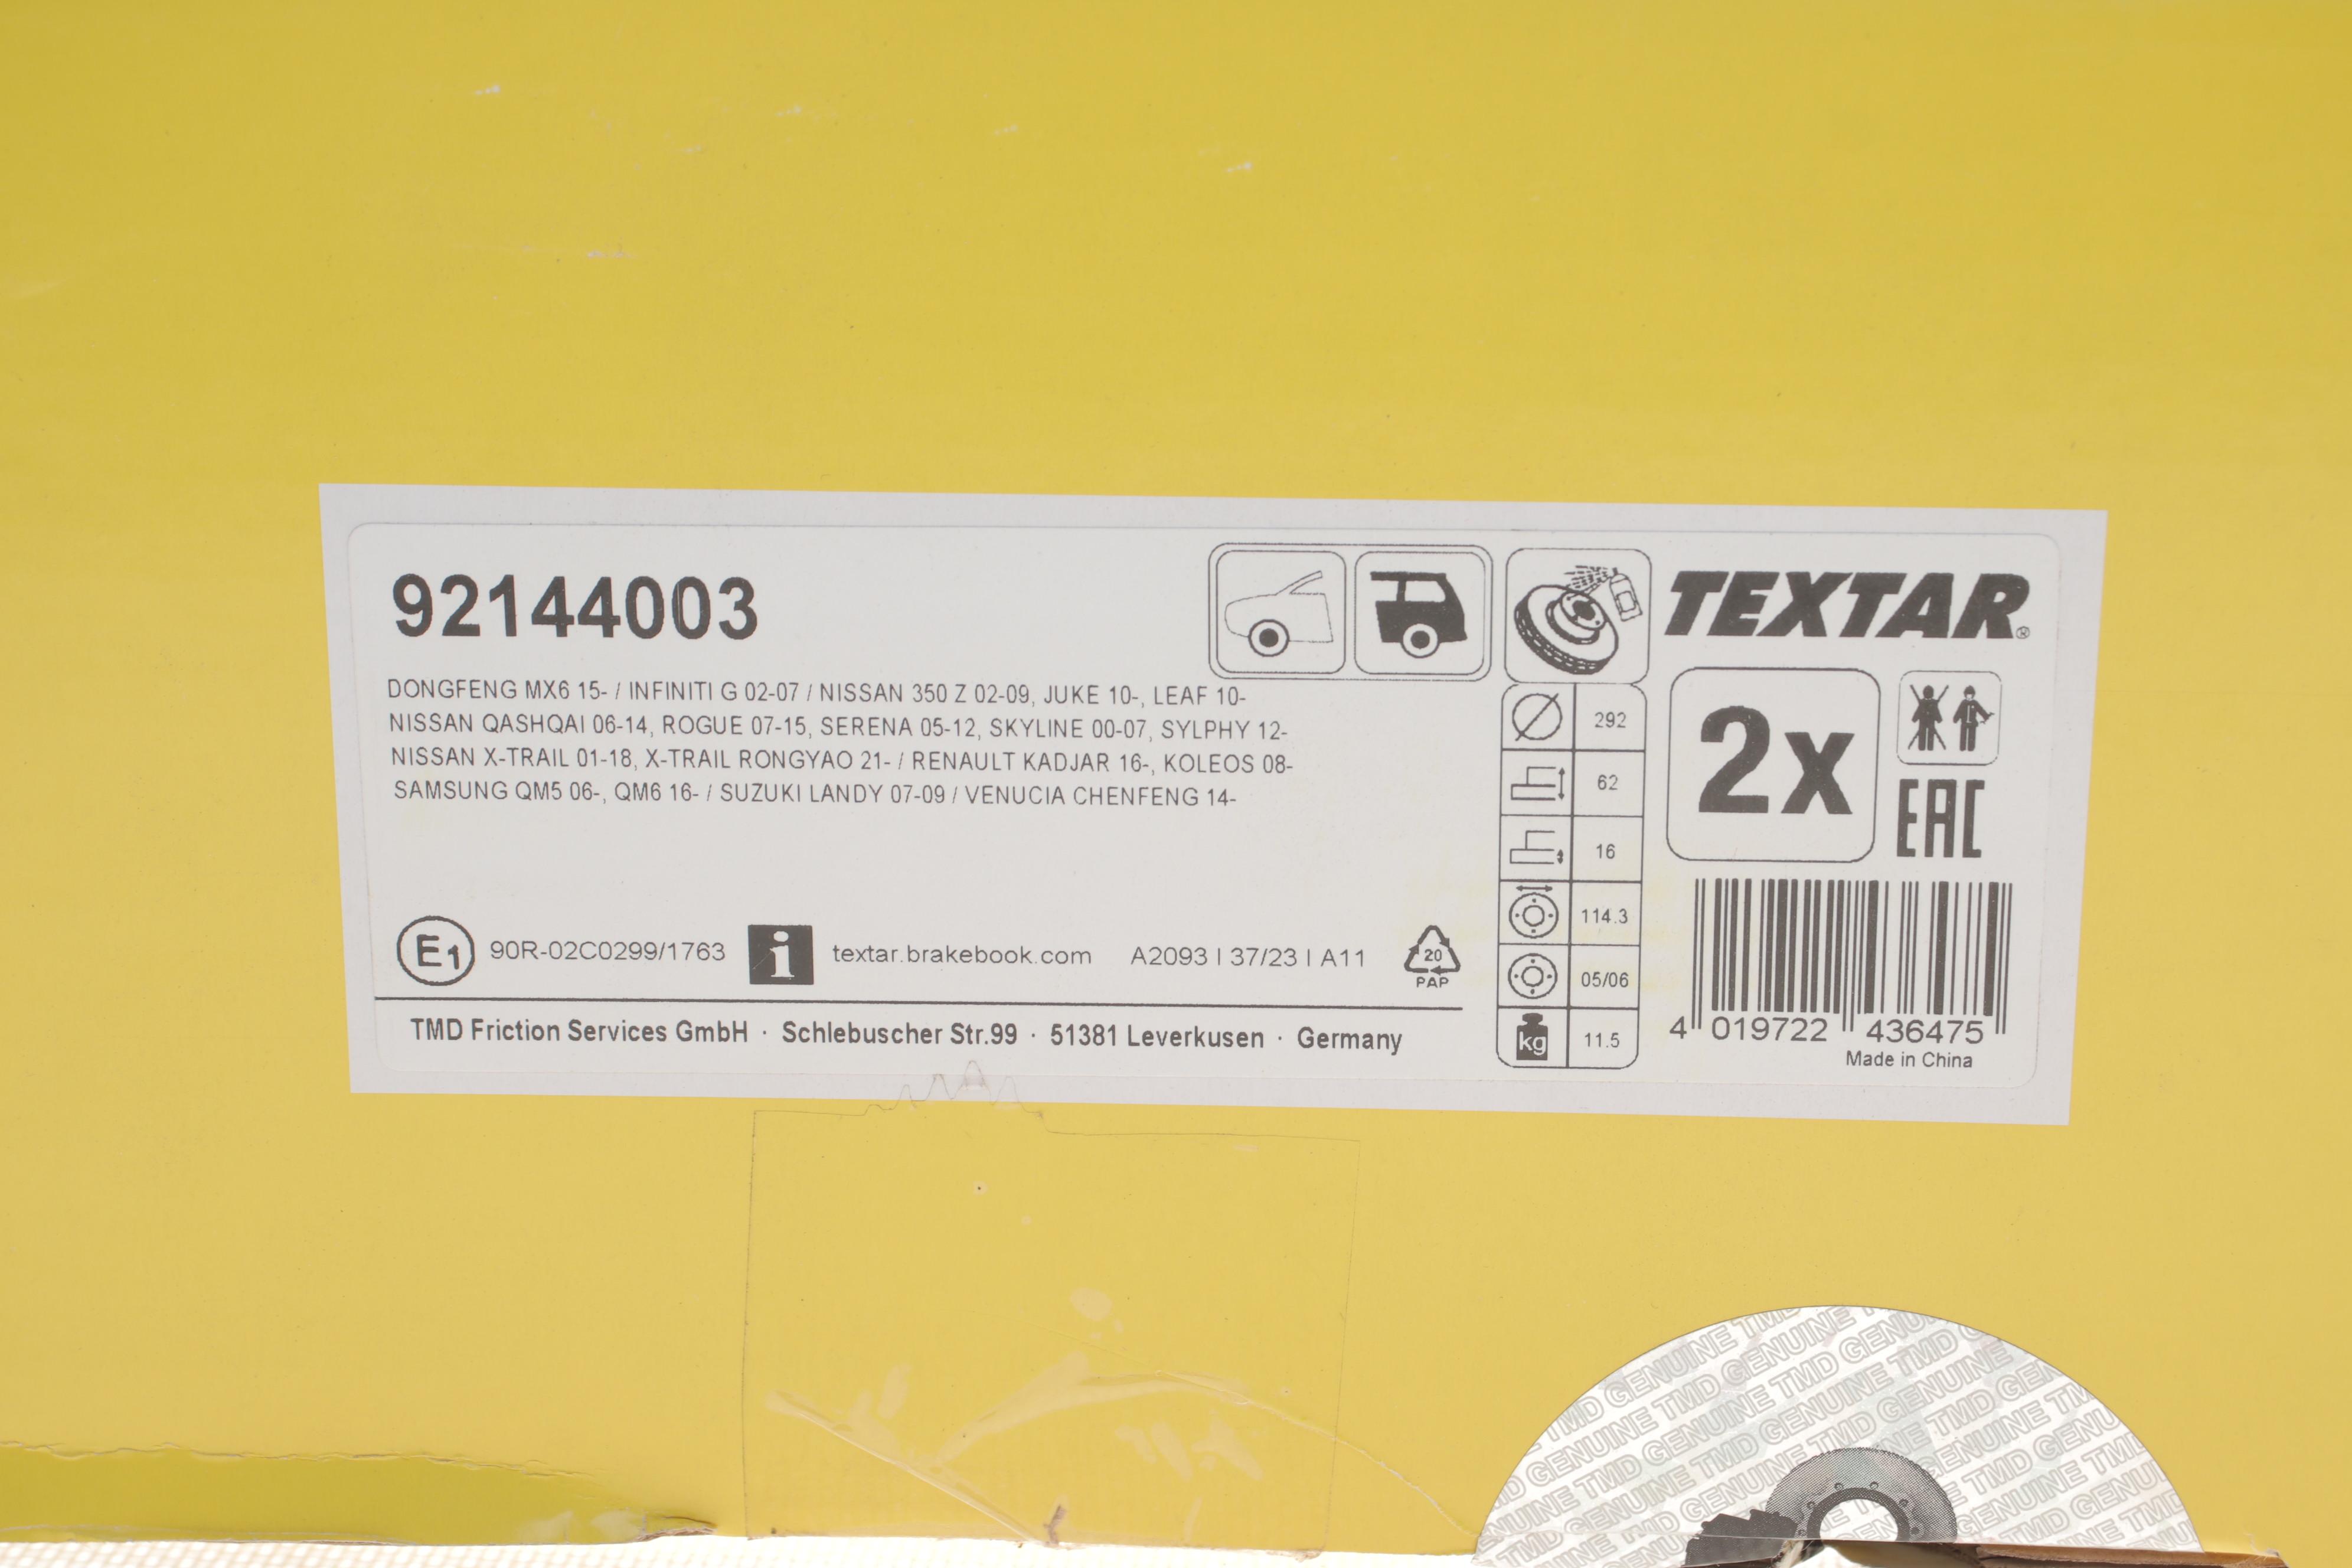 92144003
TEXTAR®
DONGFENG MX6 15- / INFINITI G 02-07 / NISSAN 350 Z 02-09, JUKE 10-, LEAF 10-
NISSAN QASHQAI 06-14, ROGUE 07-15, SERENA 05-12, SKYLINE 00-07, SYLPHY 12-
NISSAN X-TRAIL 01-18, X-TRAIL RONGYAO 21- / RENAULT KADJAR 16-, KOLEOS 08-
SAMSUNG QM5 06-, QM6 16- / SUZUKI LANDY 07-09 / VENUCIA CHENFENG 14-
292
62
16
114.3
05/06
kg 11.5
2x
EAC
E1 90R-02C0299/1763 i textar.brakebook.com A2093 | 37/23 | A11
20
PAP
TMD Friction Services GmbH · Schlebuscher Str.99 · 51381 Leverkusen · Germany
4 019722 436475
Made in China
TMD GENUINE TMD GENUINE TMD GENUINE